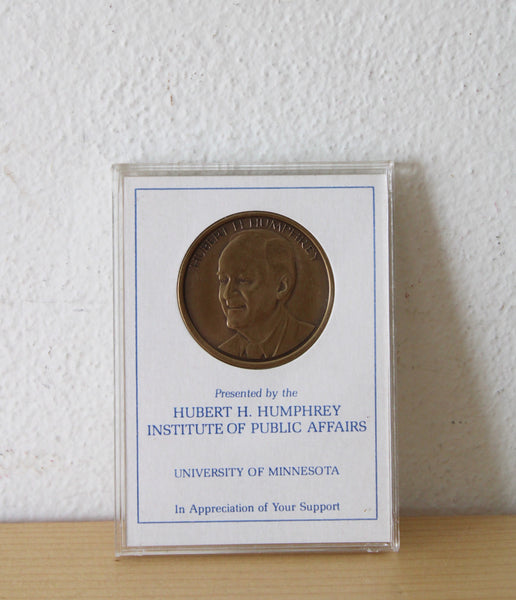 HUBERT H. HUMPHREY
Presented by the
HUBERT H. HUMPHREY
INSTITUTE OF PUBLIC AFFAIRS
UNIVERSITY OF MINNESOTA
In Appreciation of Your Support